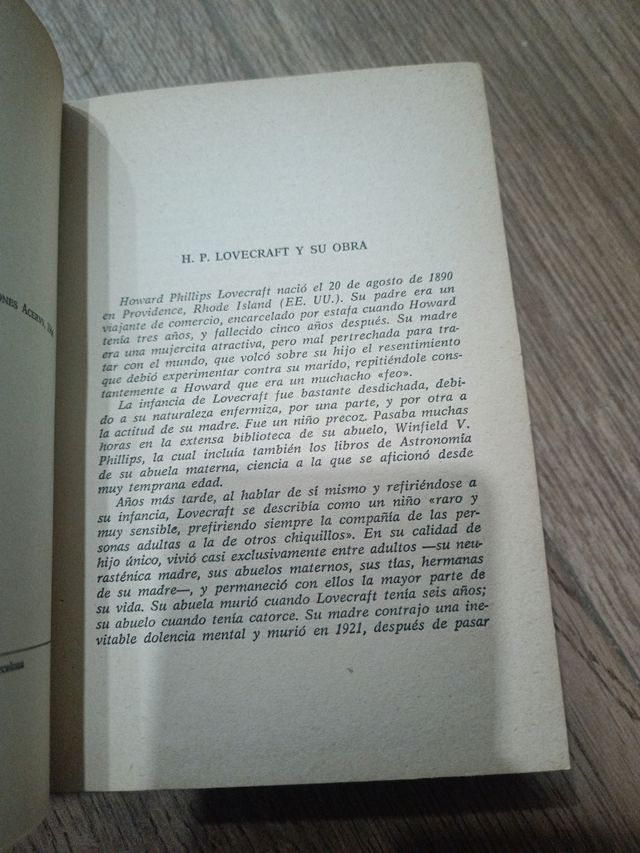 H. P. LOVECRAFT Y SU OBRA
Howard Phillips Lovecraft nació el 20 de agosto de 1890
en Providence, Rhode Island (EE. UU.). Su padre era un
viajante de comercio, encarcelado por estafa cuando Howard
tenía tres años, y fallecido cinco años después. Su madre
era una mujercita atractiva, pero mal pertrechada para tra-
tar con el mundo, que volcó sobre su hijo el resentimiento
que debió experimentar contra su marido, repitiéndole cons-
tantemente a Howard que era un muchacho «feo».
La infancia de Lovecraft fue bastante desdichada, debi-
do a su naturaleza enfermiza, por una parte, y por otra a
la actitud de su madre. Fue un niño precoz. Pasaba muchas
horas en la extensa biblioteca de su abuelo, Winfield V.
Phillips, la cual incluía también los libros de Astronomía
de su abuela materna, ciencia a la que se aficionó desde
muy temprana edad.
Años más tarde, al hablar de sí mismo y refiriéndose a
su infancia, Lovecraft se describía como un niño «raro y
muy sensible, prefiriendo siempre la compañía de las per-
sonas adultas a la de otros chiquillos». En su calidad de
hijo único, vivió casi exclusivamente entre adultos —su neu-
rasténica madre, sus abuelos maternos, sus tías, hermanas
de su madre—, y permaneció con ellos la mayor parte de
su vida. Su abuela murió cuando Lovecraft tenía seis años;
su abuelo cuando tenía catorce. Su madre contrajo una ine-
vitable dolencia mental y murió en 1921, después de pasar